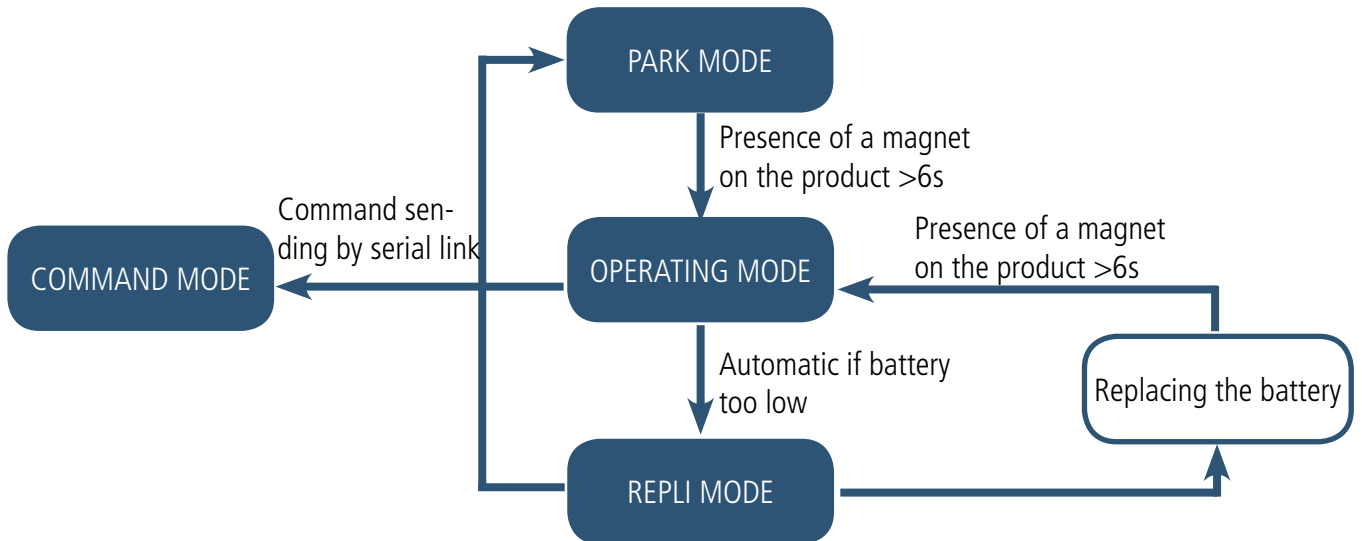 PARK MODE
Presence of a magnet
on the product >6s
Command sen-
ding by serial link
COMMAND MODE
OPERATING MODE
Presence of a magnet
on the product >6s
Automatic if battery
too low
Replacing the battery
REPLI MODE